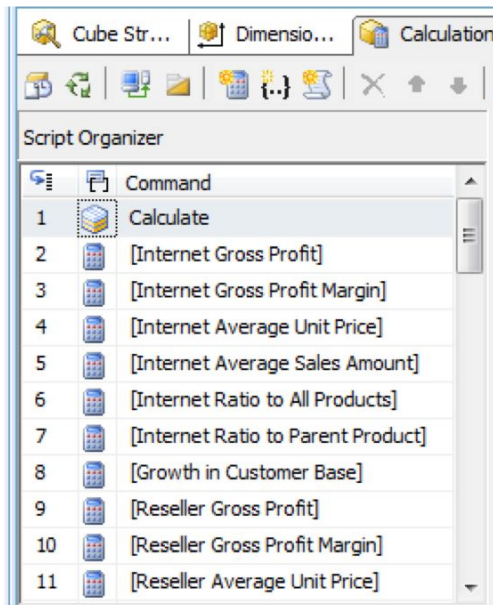 Cube Str... Dimensio... Calculation
Script Organizer
Command
1 Calculate
2 [Internet Gross Profit]
3 [Internet Gross Profit Margin]
4 [Internet Average Unit Price]
5 [Internet Average Sales Amount]
6 [Internet Ratio to All Products]
7 [Internet Ratio to Parent Product]
8 [Growth in Customer Base]
9 [Reseller Gross Profit]
10 [Reseller Gross Profit Margin]
11 [Reseller Average Unit Price]